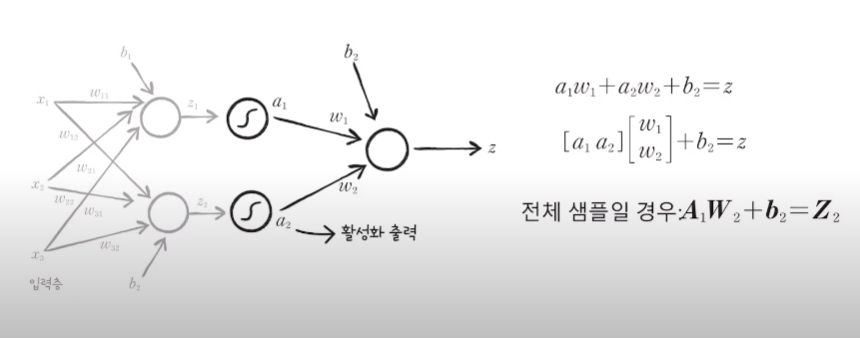 b₁
x₁
w₁₁
z₁
a₁
w₁₂
w₂₁
x₂
w₂₂
w₃₁
z₂
a₂
w₃₂
x₃
입력층
b₂
b₂
w₁
w₂
z
활성화 출력
a₁w₁+a₂w₂+b₂=z
[a₁ a₂][w₁ w₂]+b₂=z
전체 샘플일 경우:A₁W₂+b₂=Z₂